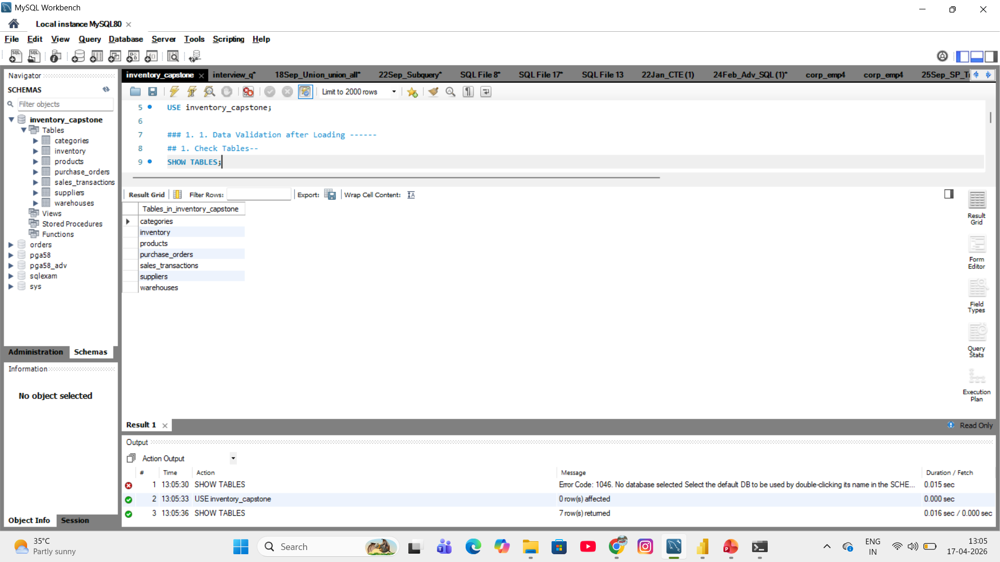 MySQL Workbench
Local instance MySQL80
File Edit View Query Database Server Tools Scripting Help
Navigator
SCHEMAS
Filter objects
inventory_capstone
Tables
categories
inventory
products
purchase_orders
sales_transactions
suppliers
warehouses
Views
Stored Procedures
Functions
orders
pga58
pga58_adv
sqlexam
sys
Administration Schemas
Information
No object selected
Object Info Session
inventory_capstone interview_q* 18Sep_Union_union_all* 22Sep_Subquery* SQL File 8* SQL File 17* SQL File 13 22Jan_CTE (1) 24Feb_Adv_SQL (1)* corp_emp4 corp_emp4 25Sep_SP_T
Limit to 2000 rows
5 USE inventory_capstone;
6
7 ### 1. 1. Data Validation after Loading ------
8 ## 1. Check Tables--
9 SHOW TABLES;
Result Grid Filter Rows: Export: Wrap Cell Content:
Tables_in_inventory_capstone
categories
inventory
products
purchase_orders
sales_transactions
suppliers
warehouses
Result
Grid
Form
Editor
Field
Types
Query
Stats
Execution
Plan
Result 1 Read Only
Output
Action Output
# Time Action Message Duration / Fetch
1 13:05:30 SHOW TABLES Error Code: 1046. No database selected Select the default DB to be used by double-clicking its name in the SCHE... 0.015 sec
2 13:05:33 USE inventory_capstone 0 row(s) affected 0.000 sec
3 13:05:36 SHOW TABLES 7 row(s) returned 0.016 sec / 0.000 sec
35°C
Partly sunny
Search
ENG
IN
13:05
17-04-2026